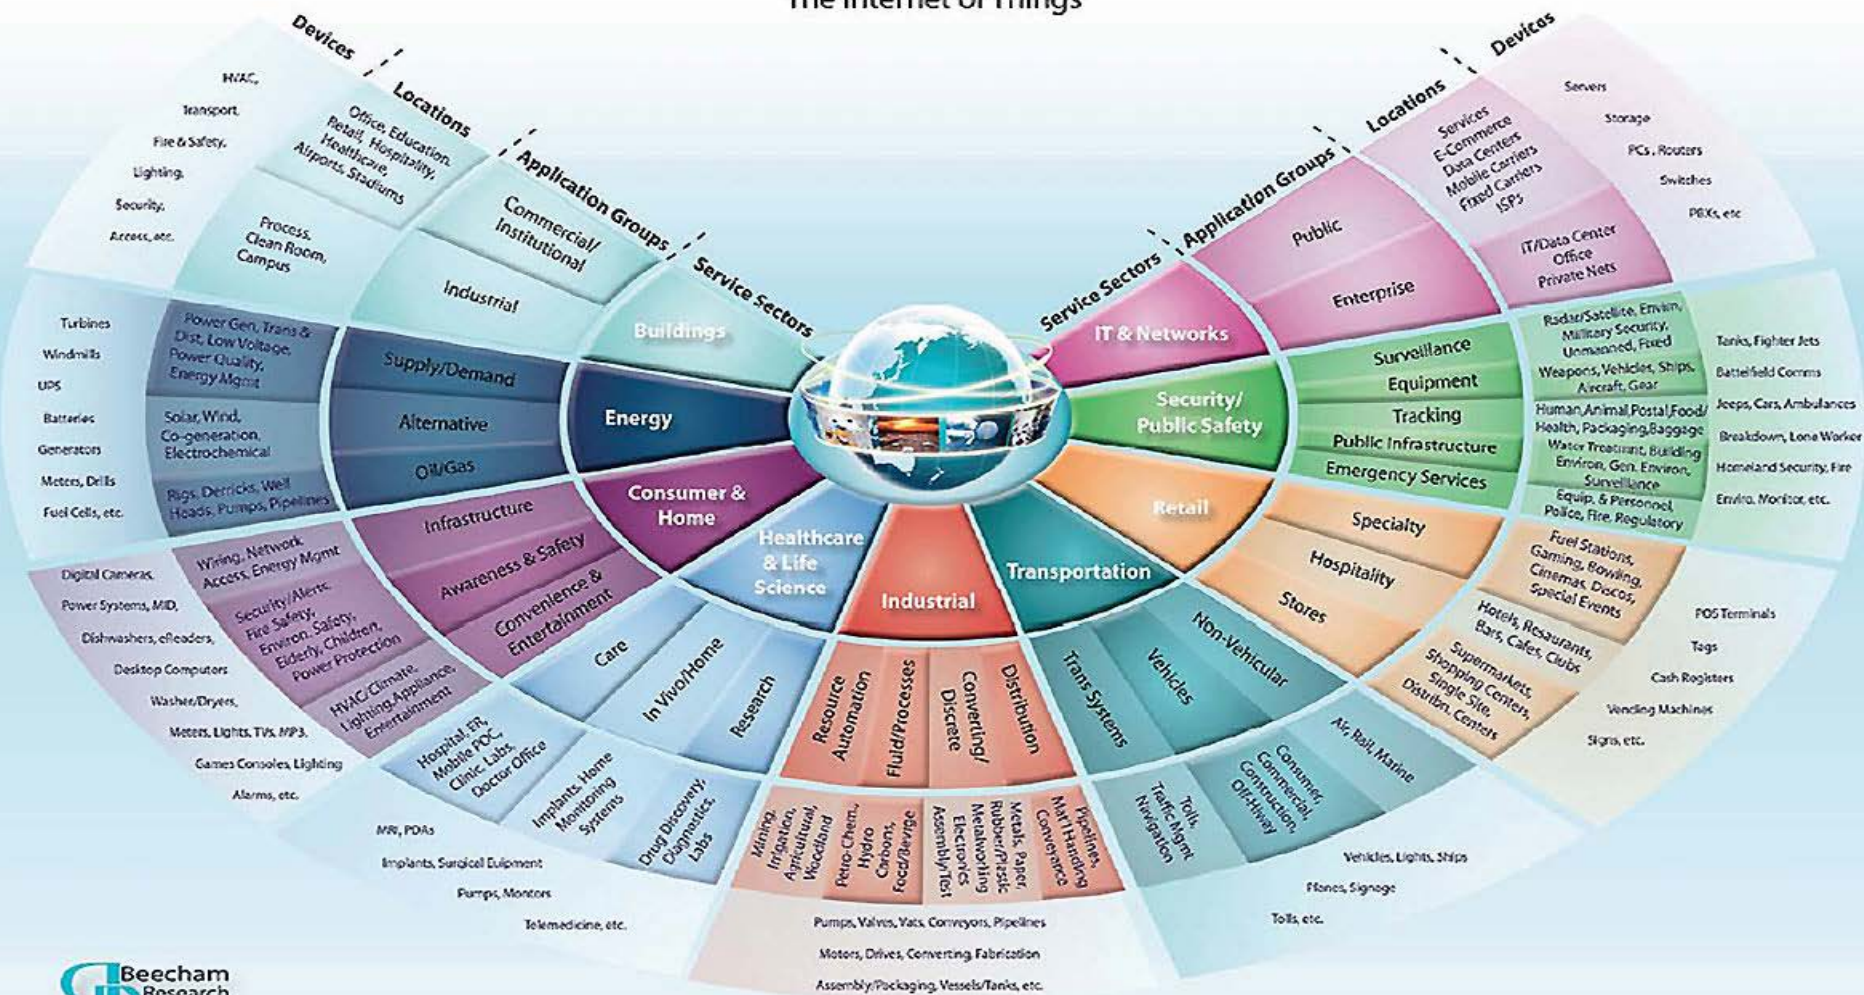 The Internet of Things
Devices
Locations
Application Groups
Service Sectors
HVAC,
Transport,
Fire & Safety,
Lighting,
Security,
Access, etc.
Office, Education,
Retail, Hospitality,
Healthcare,
Airports, Stadiums
Process,
Clean Room,
Campus
Commercial/
Institutional
Industrial
Buildings
Turbines
Windmills
UPS
Batteries
Generators
Meters, Drills
Fuel Cells, etc.
Power Gen, Trans &
Dist, Low Voltage,
Power Quality,
Energy Mgmt
Solar, Wind,
Co-generation,
Electrochemical
Rigs, Derricks, Well
Heads, Pumps, Pipelines
Supply/Demand
Alternative
Oil/Gas
Energy
Digital Cameras,
Power Systems, MID,
Dishwashers, eReaders,
Desktop Computers
Washer/Dryers,
Meters, Lights, TVs, MP3,
Games Consoles, Lighting
Alarms, etc.
Wiring, Network
Access, Energy Mgmt
Security/Alerts,
Fire Safety,
Environ. Safety,
Elderly, Children,
Power Protection
HVAC/Climate,
Lighting, Appliance,
Entertainment
Infrastructure
Awareness & Safety
Convenience &
Entertainment
Consumer &
Home
MRI, PDAs
Implants, Surgical Euipment
Pumps, Montors
Telemedicine, etc.
Hospital, ER,
Mobile POC,
Clinic, Labs,
Doctor Office
Implants, Home
Monitoring
Systems
Drug Discovery,
Diagnostics,
Labs
Care
In Vivo/Home
Research
Healthcare
& Life
Science
Industrial
Resource
Automation
Fluid/Processes
Converting/
Discrete
Distribution
Mining,
Irrigation,
Agricultural,
Woodland
Petro-Chem,
Hydro
Carbons,
Food/Bevrge
Metals, Paper,
Rubber/Plastic
Metalworking
Electronics
Assembly/Test
Pipelines,
Mat'l Handling
Conveyance
Pumps, Valves, Vats, Conveyors, Pipelines
Motors, Drives, Converting, Fabrication
Assembly/Packaging, Vessels/Tanks, etc.
Transportation
Trans Systems
Vehicles
Non-Vehicular
Tolls,
Traffic Mgmt
Navigation
Consumer,
Commercial,
Construction,
Off-Hiway
Air, Rail, Marine
Vehicles, Lights, Ships
Planes, Signage
Tolls, etc.
Retail
Specialty
Hospitality
Stores
Fuel Stations,
Gaming, Bowling,
Cinemas, Discos,
Special Events
Hotels, Resaurants,
Bars, Cafes, Clubs
Supermarkets,
Shopping Centers,
Single Site,
Distribn. Centers
POS Terminals
Tags
Cash Registers
Vending Machines
Signs, etc.
Security/
Public Safety
Surveillance
Equipment
Tracking
Public Infrastructure
Emergency Services
Radar/Satellite, Environ,
Military Security,
Unmanned, Fixed
Weapons, Vehicles, Ships,
Aircraft, Gear
Human, Animal, Postal, Food/
Health, Packaging, Baggage
Water Treatmnt, Building
Environ, Gen. Environ,
Surveillance
Equip. & Personnel,
Police, Fire, Regulatory
Tanks, Fighter Jets
Battelfield Comms
Jeeps, Cars, Ambulances
Breakdown, Lone Worker
Homeland Security, Fire
Enviro. Monitor, etc.
IT & Networks
Public
Enterprise
Services
E-Commerce
Data Centers
Mobile Carriers
Fixed Carriers
ISPs
IT/Data Center
Office
Private Nets
Servers
Storage
PCs, Routers
Switches
PBXs, etc
Service Sectors
Application Groups
Locations
Devices
Beecham
Research